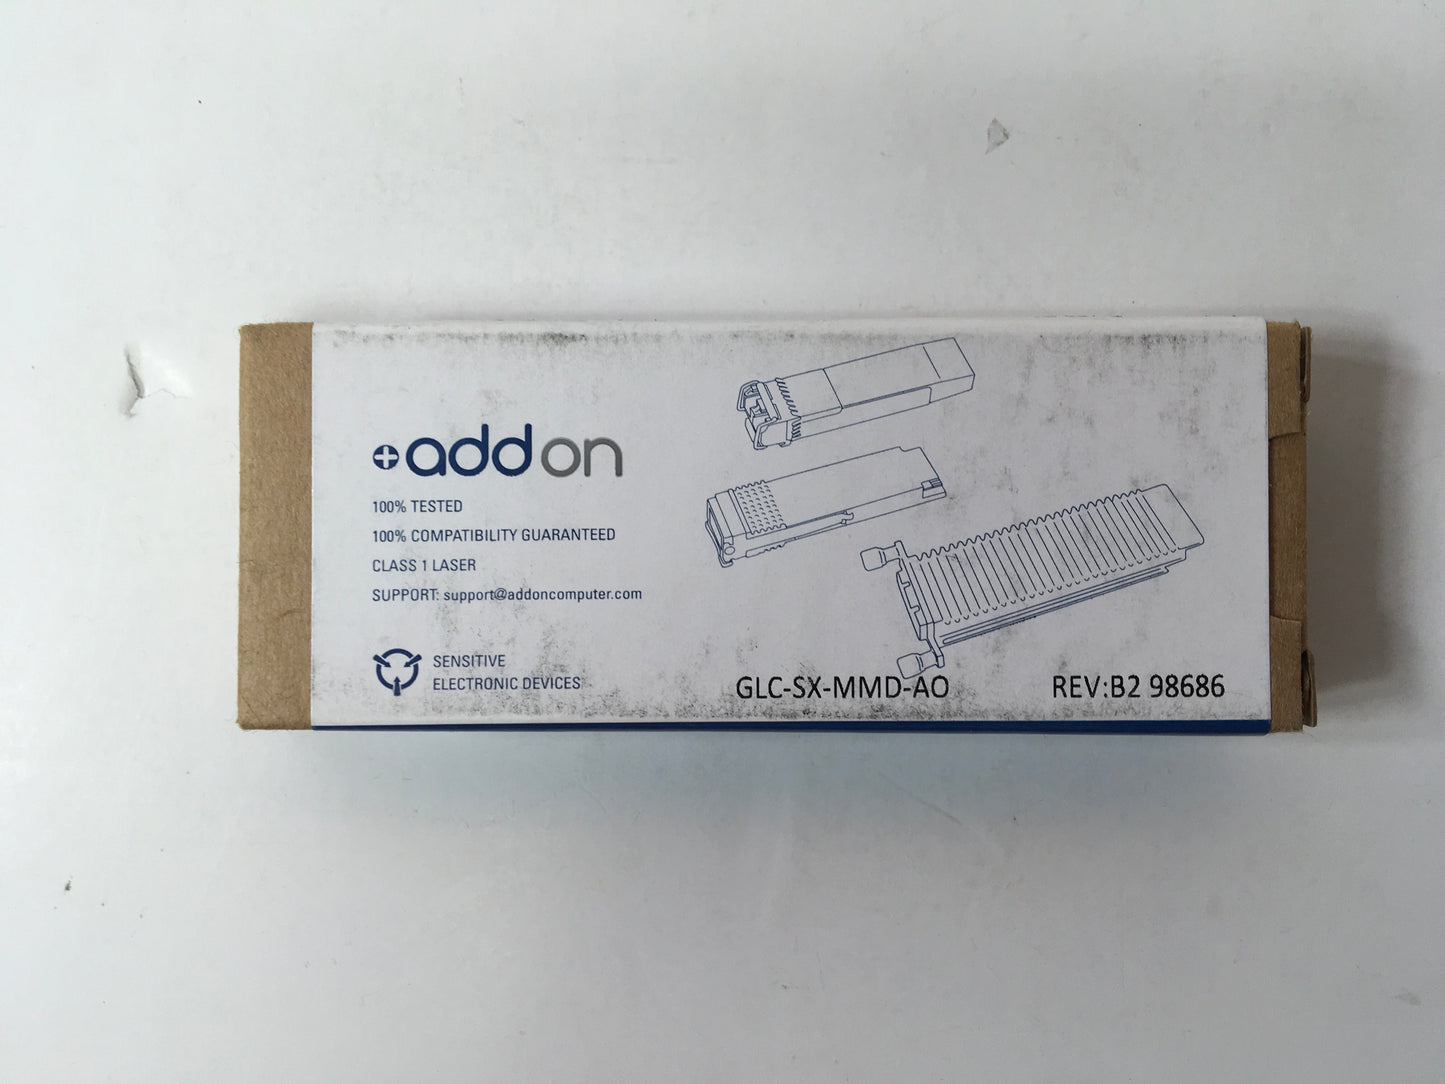 addon
100% TESTED
100% COMPATIBILITY GUARANTEED
CLASS 1 LASER
SUPPORT: support@addoncomputer.com
SENSITIVE
ELECTRONIC DEVICES
GLC-SX-MMD-AO
REV:B2 98686